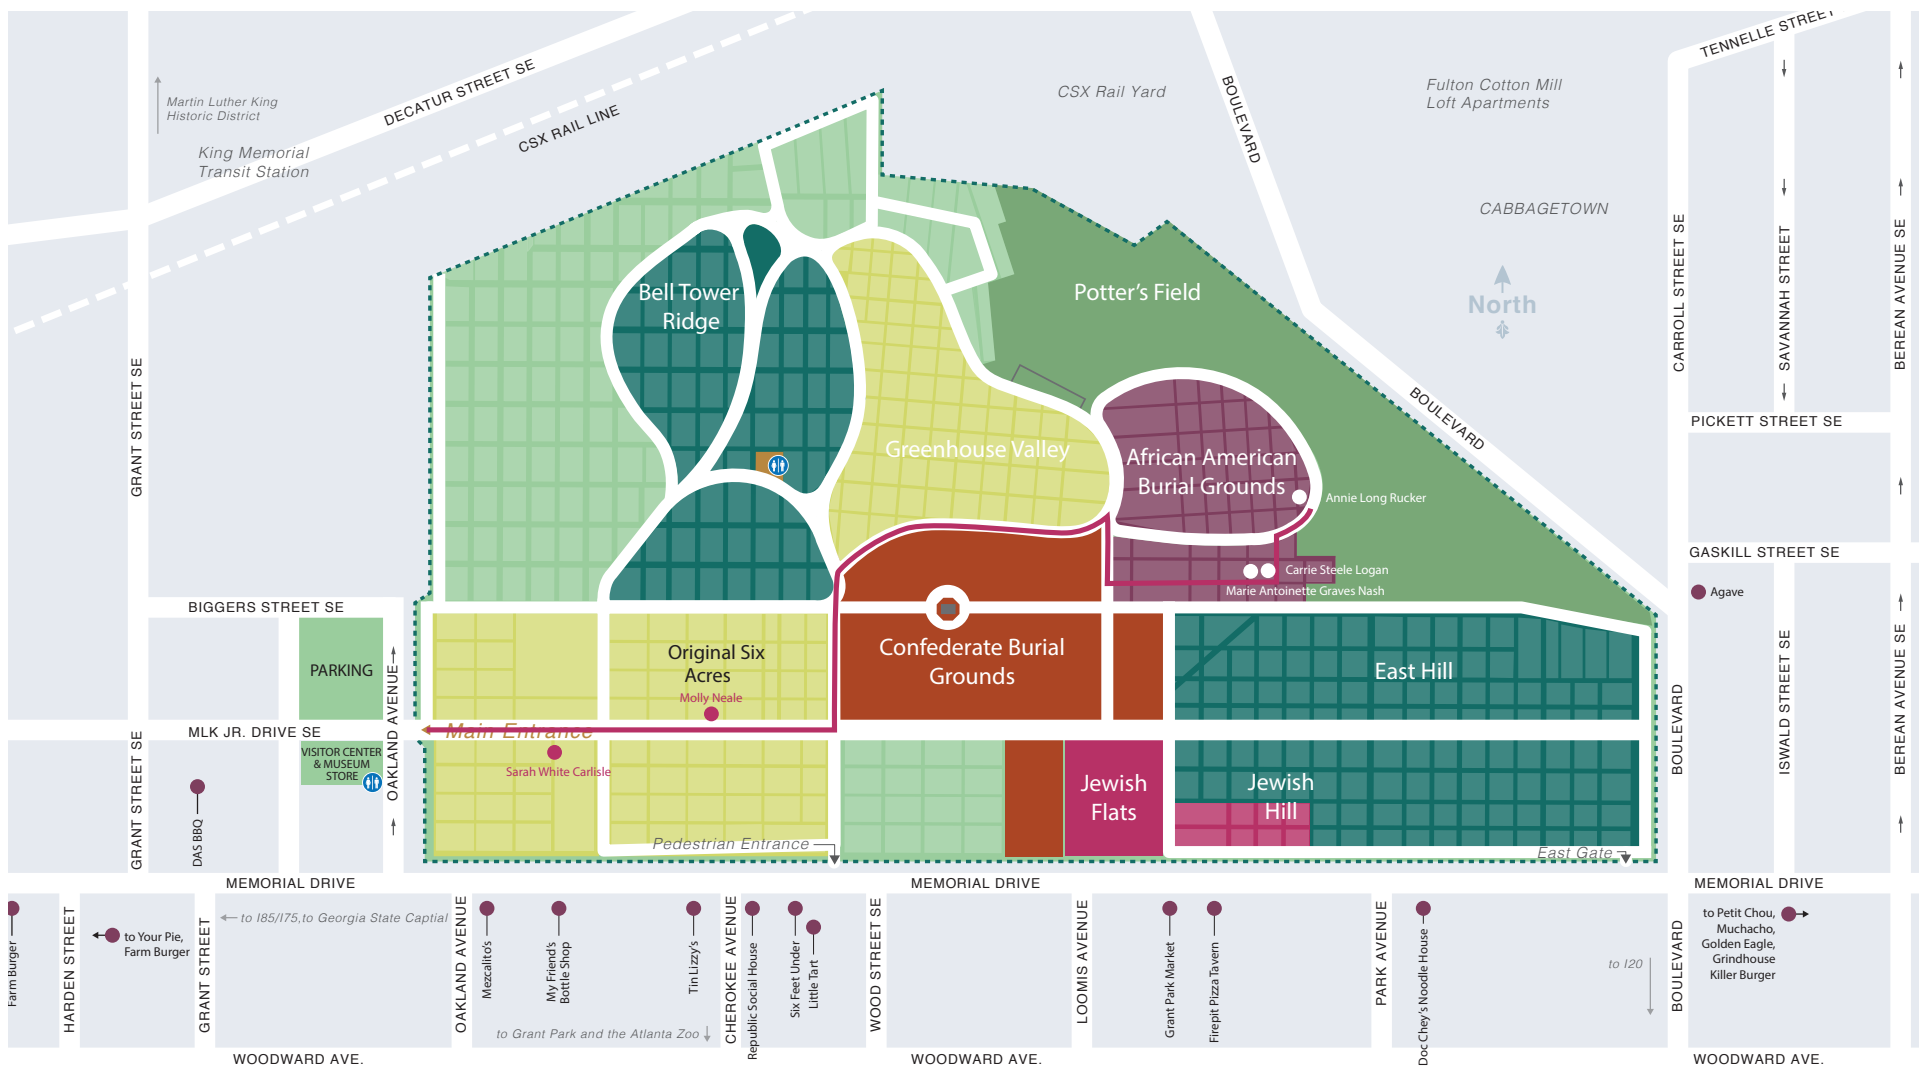 TENNELLE STREET
DECATUR STREET SE
CSX RAIL LINE
CSX Rail Yard
BOULEVARD
Fulton Cotton Mill
Loft Apartments
Martin Luther King
Historic District
King Memorial
Transit Station
CABBAGETOWN
North
CARROLL STREET SE
SAVANNAH STREET
BEREAN AVENUE SE
Bell Tower
Ridge
Potter's Field
GRANT STREET SE
BOULEVARD
PICKETT STREET SE
Greenhouse Valley
African American
Burial Grounds
Annie Long Rucker
GASKILL STREET SE
Carrie Steele Logan
Marie Antoinette Graves Nash
Agave
BIGGERS STREET SE
PARKING
OAKLAND AVENUE
Original Six
Acres
Molly Neale
Confederate Burial
Grounds
East Hill
BOULEVARD
ISWALD STREET SE
BEREAN AVENUE SE
MLK JR. DRIVE SE
Main Entrance
VISITOR CENTER
& MUSEUM
STORE
Sarah White Carlisle
GRANT STREET SE
DAS BBQ
Jewish
Flats
Jewish
Hill
Pedestrian Entrance
East Gate
MEMORIAL DRIVE
MEMORIAL DRIVE
MEMORIAL DRIVE
Farm Burger
HARDEN STREET
to Your Pie,
Farm Burger
GRANT STREET
to I85/I75,to Georgia State Captial
OAKLAND AVENUE
Mezcalito's
My Friend's
Bottle Shop
Tin Lizzy's
to Grant Park and the Atlanta Zoo
CHEROKEE AVENUE
Republic Social House
Six Feet Under
Little Tart
WOOD STREET SE
LOOMIS AVENUE
Grant Park Market
Firepit Pizza Tavern
PARK AVENUE
Doc Chey's Noodle House
to I20
BOULEVARD
to Petit Chou,
Muchacho,
Golden Eagle,
Grindhouse
Killer Burger
WOODWARD AVE.
WOODWARD AVE.
WOODWARD AVE.